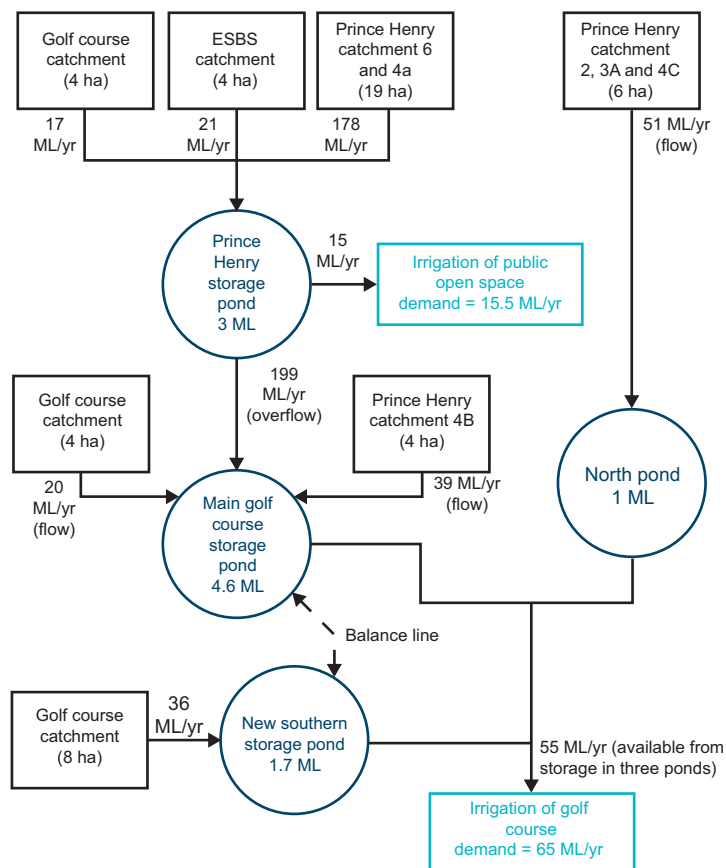 Golf course
catchment
(4 ha)
ESBS
catchment
(4 ha)
Prince Henry
catchment 6
and 4a
(19 ha)
Prince Henry
catchment
2, 3A and 4C
(6 ha)
17
ML/yr
21
ML/yr
178
ML/yr
51 ML/yr
(flow)
Prince
Henry
storage
pond
3 ML
15
ML/yr
Irrigation of public
open space
demand = 15.5 ML/yr
199
ML/yr
(overflow)
Golf course
catchment
(4 ha)
Prince Henry
catchment 4B
(4 ha)
20
ML/yr
(flow)
39 ML/yr
(flow)
Main golf
course
storage
pond
4.6 ML
North pond
1 ML
Balance line
Golf course
catchment
(8 ha)
36
ML/yr
New southern
storage pond
1.7 ML
55 ML/yr (available from
storage in three ponds)
Irrigation of golf
course
demand = 65 ML/yr